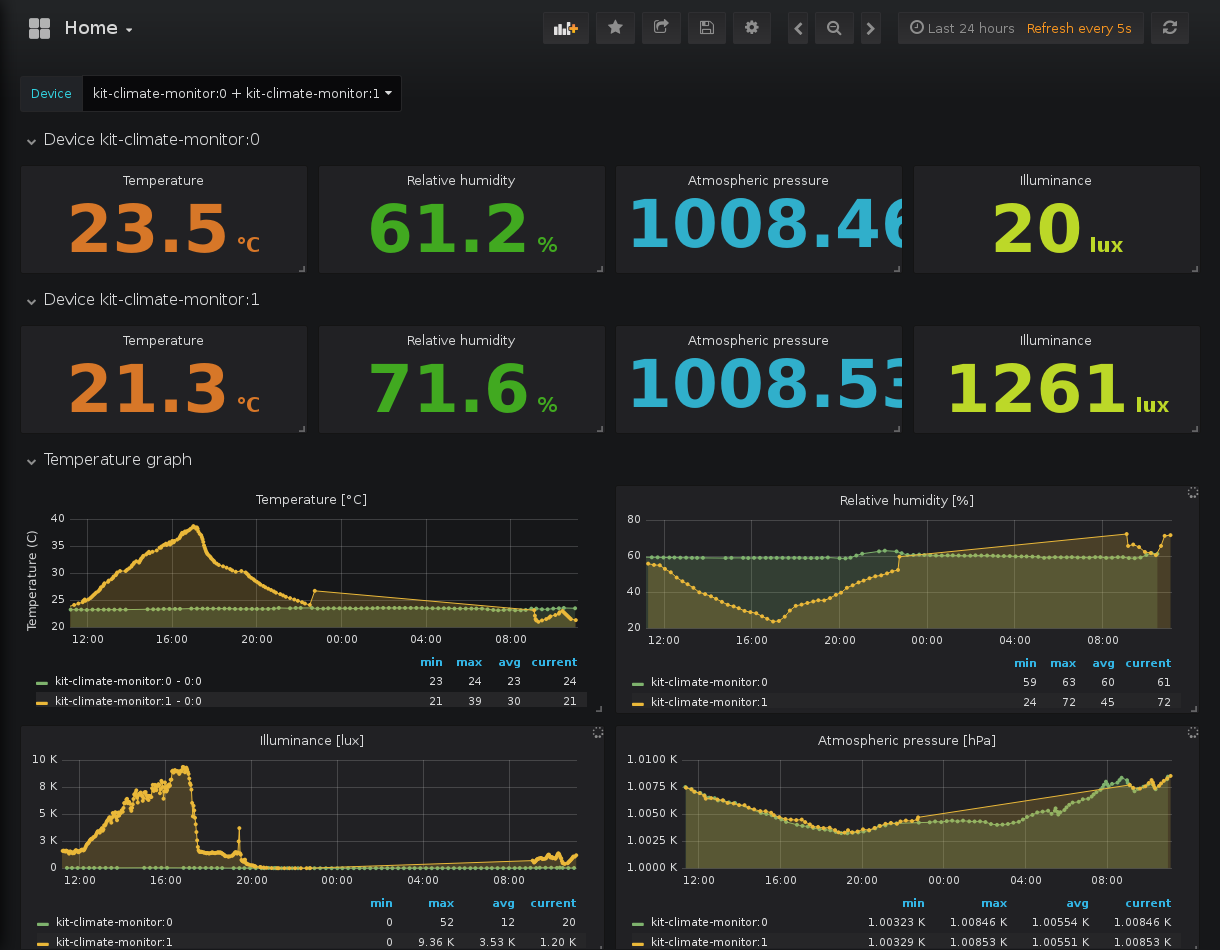 Home
Last 24 hours Refresh every 5s
Device kit-climate-monitor:0 + kit-climate-monitor:1
Device kit-climate-monitor:0
Temperature Relative humidity Atmospheric pressure Illuminance
23.5 °C 61.2 % 1008.46 20 lux
Device kit-climate-monitor:1
Temperature Relative humidity Atmospheric pressure Illuminance
21.3 °C 71.6 % 1008.53 1261 lux
Temperature graph
Temperature [°C]
Temperature (C)
40
35
30
25
20
12:00 16:00 20:00 00:00 04:00 08:00
min max avg current
kit-climate-monitor:0 - 0:0 23 24 23 24
kit-climate-monitor:1 - 0:0 21 39 30 21
Relative humidity [%]
80
60
40
20
12:00 16:00 20:00 00:00 04:00 08:00
min max avg current
kit-climate-monitor:0 59 63 60 61
kit-climate-monitor:1 24 72 45 72
Illuminance [lux]
10 K
8 K
5 K
3 K
0
12:00 16:00 20:00 00:00 04:00 08:00
min max avg current
kit-climate-monitor:0 0 52 12 20
kit-climate-monitor:1 0 9.36 K 3.53 K 1.20 K
Atmospheric pressure [hPa]
1.0100 K
1.0075 K
1.0050 K
1.0025 K
1.0000 K
12:00 16:00 20:00 00:00 04:00 08:00
min max avg current
kit-climate-monitor:0 1.00323 K 1.00846 K 1.00554 K 1.00846 K
kit-climate-monitor:1 1.00329 K 1.00853 K 1.00551 K 1.00853 K